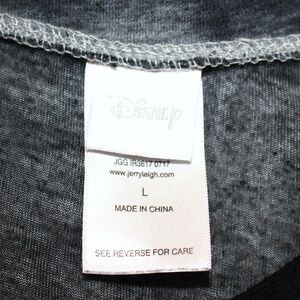 Disney
JGG IR3617 0717
www.jerryleigh.com
L
MADE IN CHINA
SEE REVERSE FOR CARE